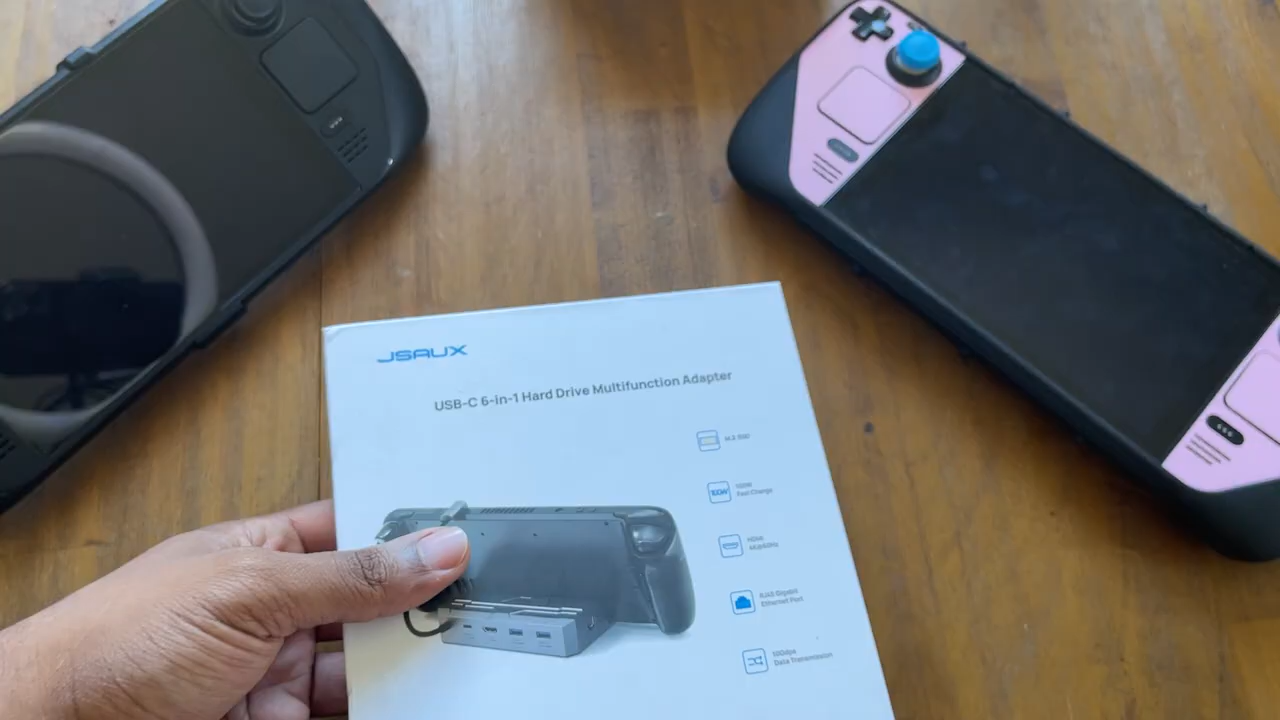 JSAUX
USB-C 6-in-1 Hard Drive Multifunction Adapter
M.2 SSD
100W
Fast Charge
HDMI
4K@60Hz
RJ45 Gigabit
Ethernet Port
10Gbps
Data Transmission